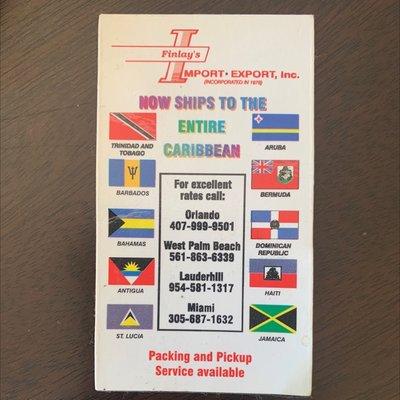 Finlay's
IMPORT • EXPORT, Inc.
(INCORPORATED IN 1978)
NOW SHIPS TO THE
ENTIRE
CARIBBEAN
TRINIDAD AND
TOBAGO
BARBADOS
BAHAMAS
ANTIGUA
ST. LUCIA
For excellent
rates call:
Orlando
407-999-9501
West Palm Beach
561-863-6339
Lauderhill
954-581-1317
Miami
305-687-1632
ARUBA
BERMUDA
DOMINICAN
REPUBLIC
HAITI
JAMAICA
Packing and Pickup
Service available